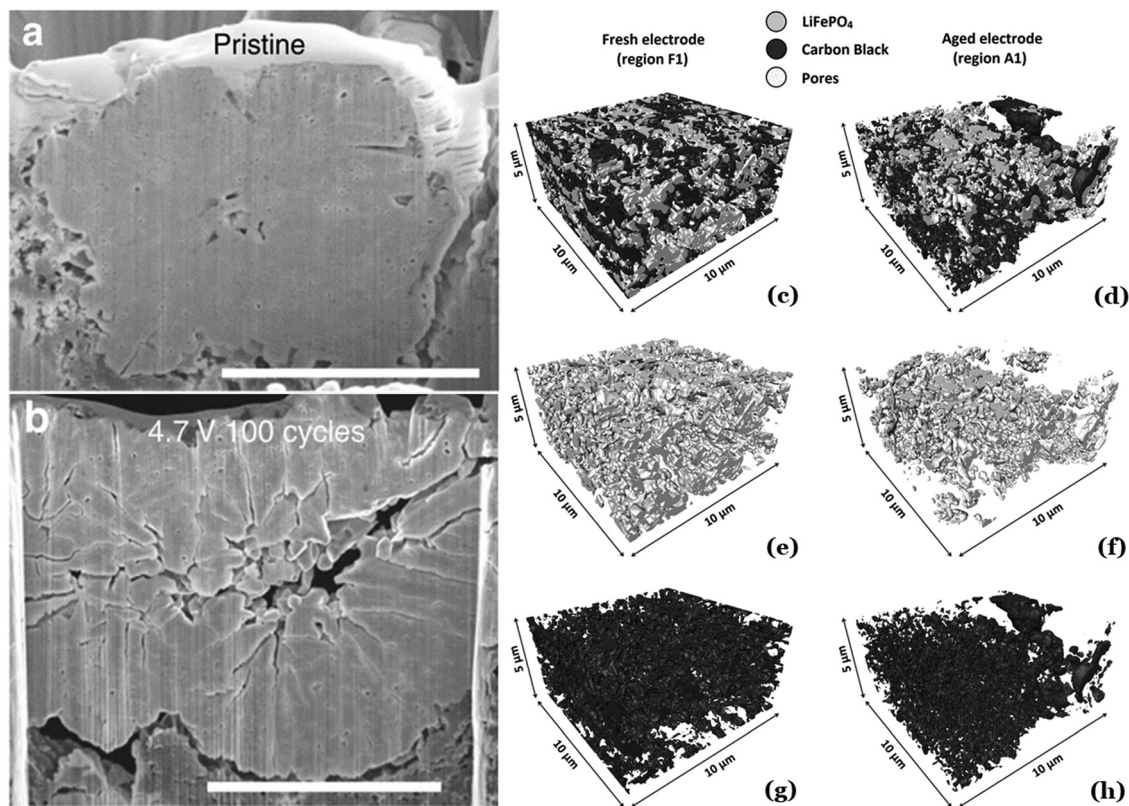 a
Pristine
b
4.7 V 100 cycles
LiFePO₄
Carbon Black
Pores
Fresh electrode
(region F1)
Aged electrode
(region A1)
5 μm
10 μm
10 μm
(c)
5 μm
10 μm
10 μm
(d)
5 μm
10 μm
10 μm
(e)
5 μm
10 μm
10 μm
(f)
5 μm
10 μm
10 μm
(g)
5 μm
10 μm
10 μm
(h)